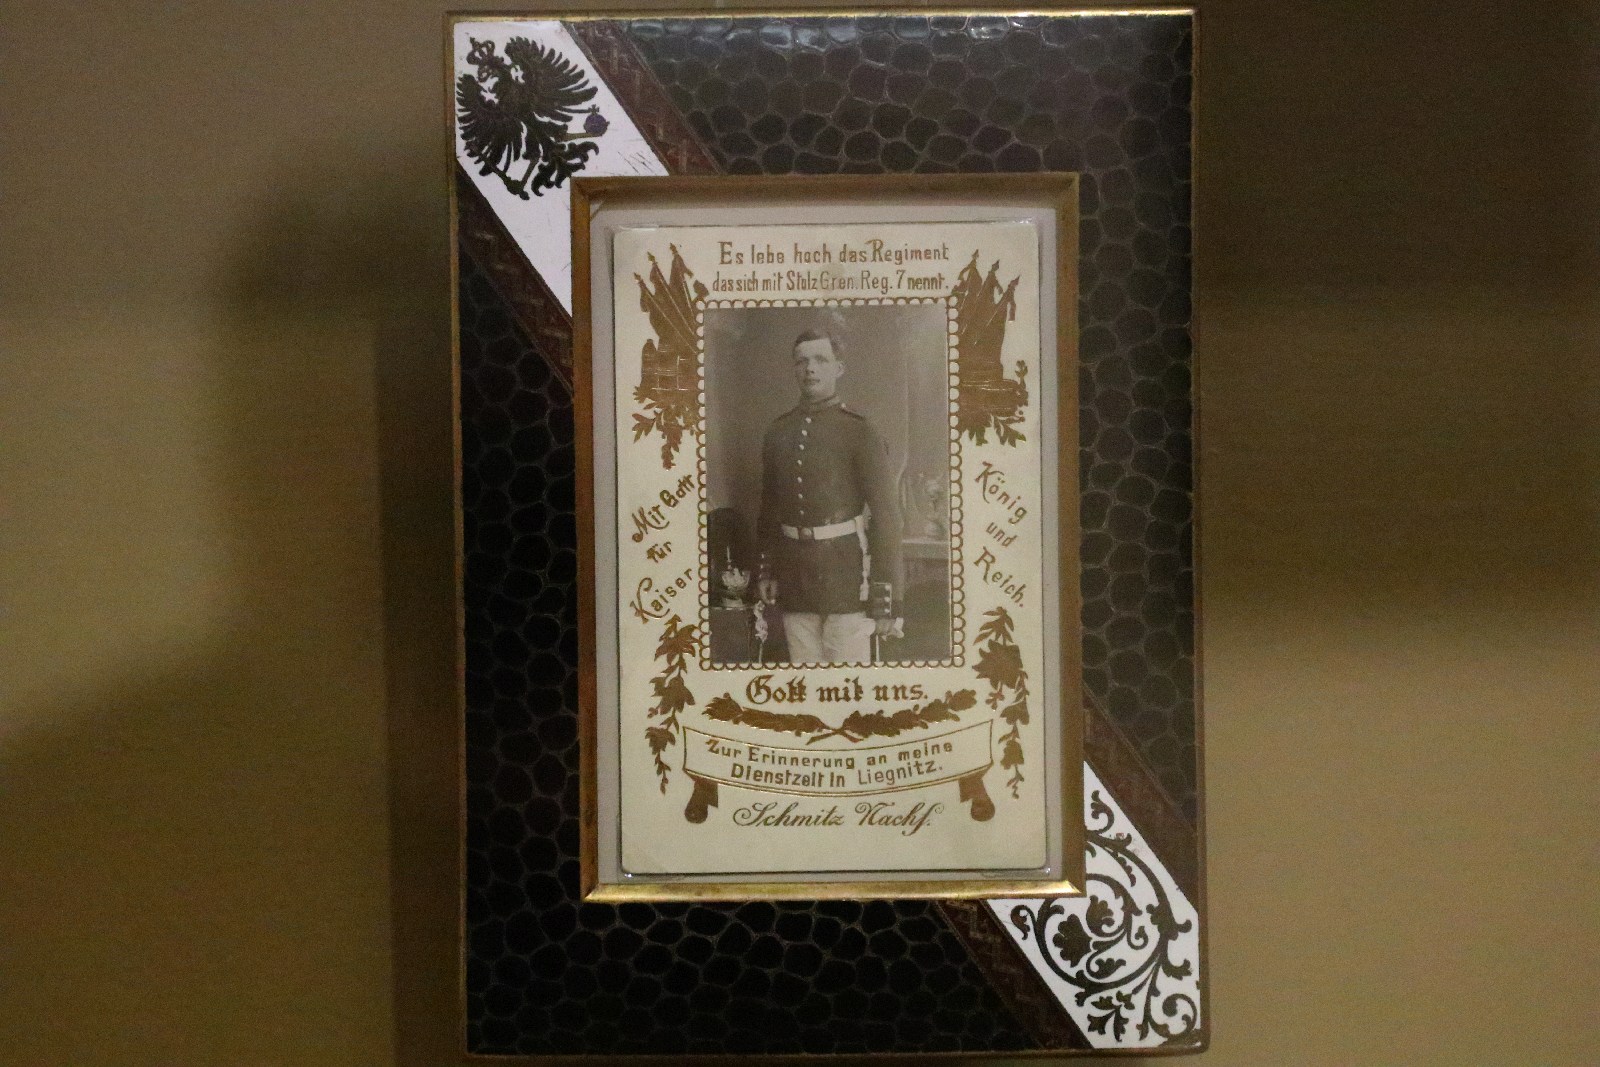 Es lebe hoch das Regiment
das sich mit Stolz Gren. Reg. 7 nennt.
Mit Gott
für
Kaiser
König
und
Reich.
Gott mit uns.
Zur Erinnerung an meine
Dienstzeit in Liegnitz.
Schmitz Nachf.